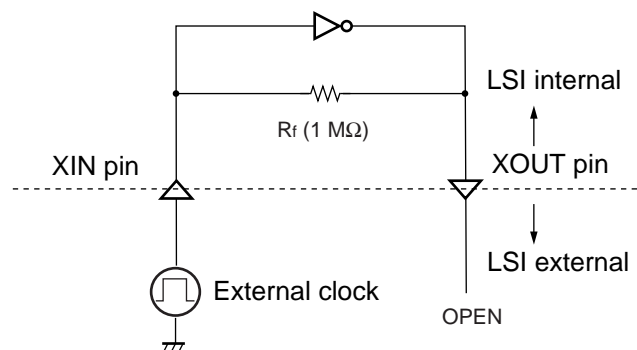 LSI internal
Rf (1 MΩ)
XIN pin
XOUT pin
External clock
LSI external
OPEN